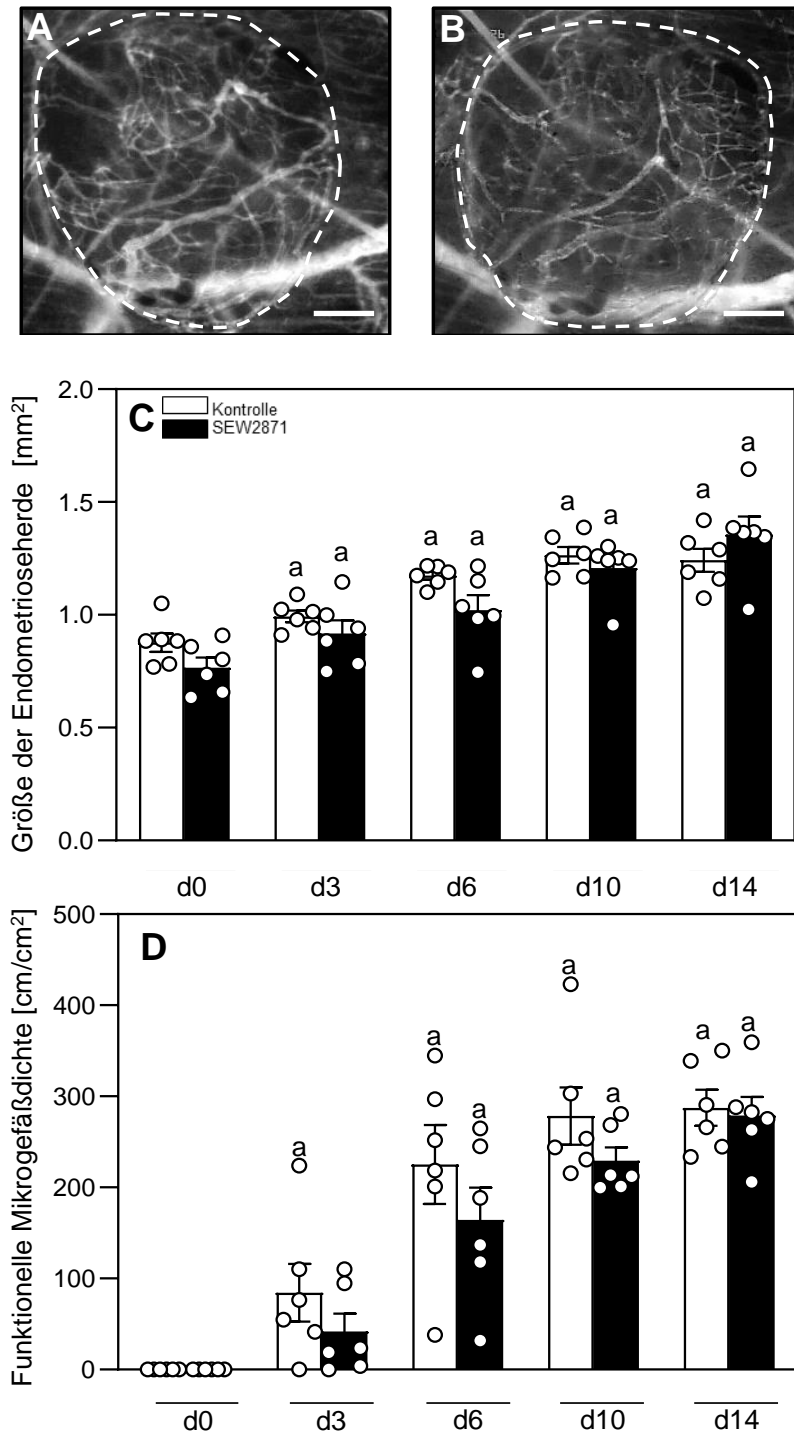 A
B
C
Kontrolle
SEW2871
Größe der Endometrioseherde [mm²]
2.0
1.5
1.0
0.5
0.0
a
a
a
a
a
a
a
a
d0
d3
d6
d10
d14
D
Funktionelle Mikrogefäßdichte [cm/cm²]
500
400
300
200
100
0
a
a
a
a
a
a
a
d0
d3
d6
d10
d14